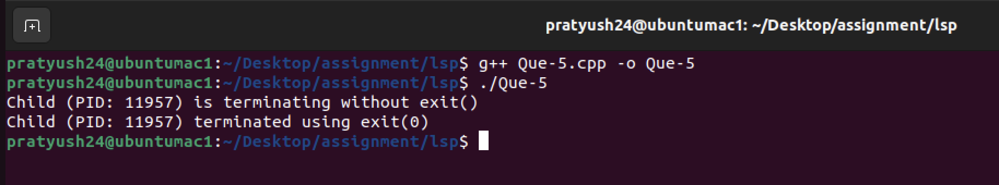 pratyush24@ubuntumac1: ~/Desktop/assignment/lsp
pratyush24@ubuntumac1:~/Desktop/assignment/lsp$ g++ Que-5.cpp -o Que-5
pratyush24@ubuntumac1:~/Desktop/assignment/lsp$ ./Que-5
Child (PID: 11957) is terminating without exit()
Child (PID: 11957) terminated using exit(0)
pratyush24@ubuntumac1:~/Desktop/assignment/lsp$